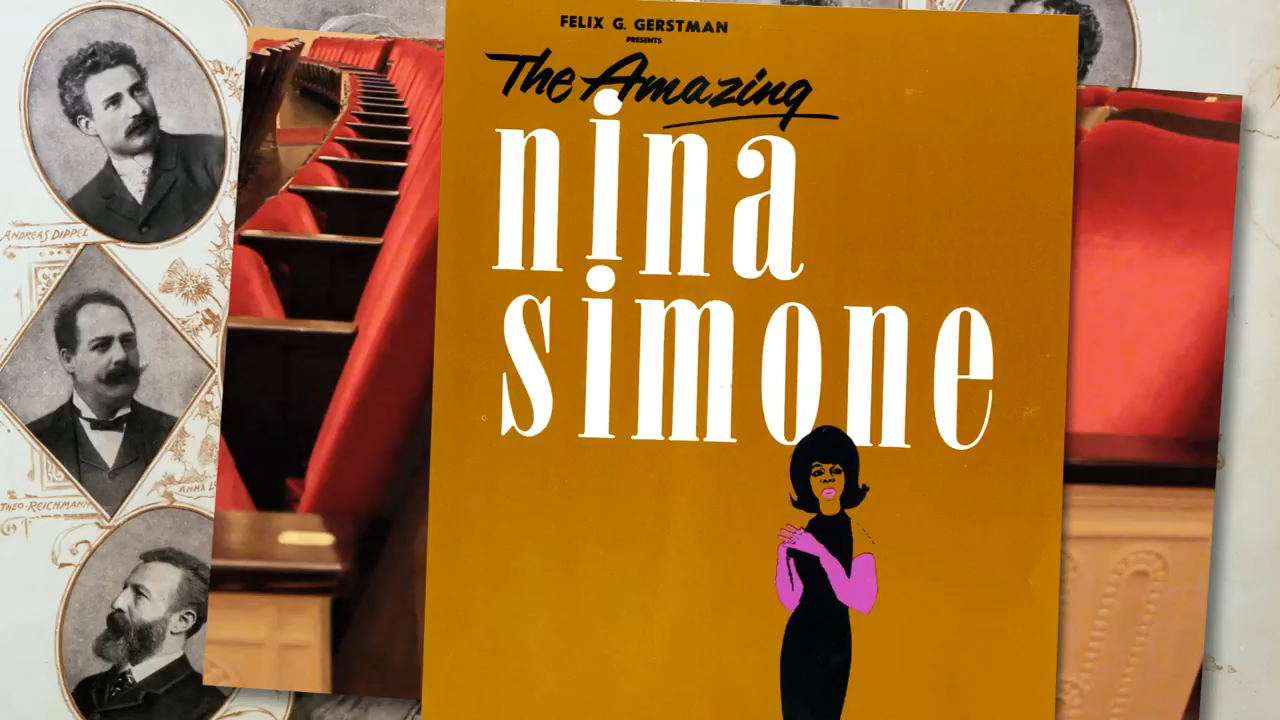 FELIX G. GERSTMAN
PRESENTS
The Amazing
nina
simone
ANDREAS DIPPEL
THEO-REICHMANN